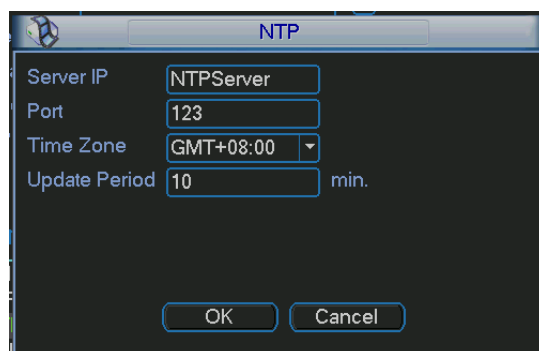 NTP
Server IP NTPServer
Port 123
Time Zone GMT+08:00
Update Period 10 min.
OK Cancel